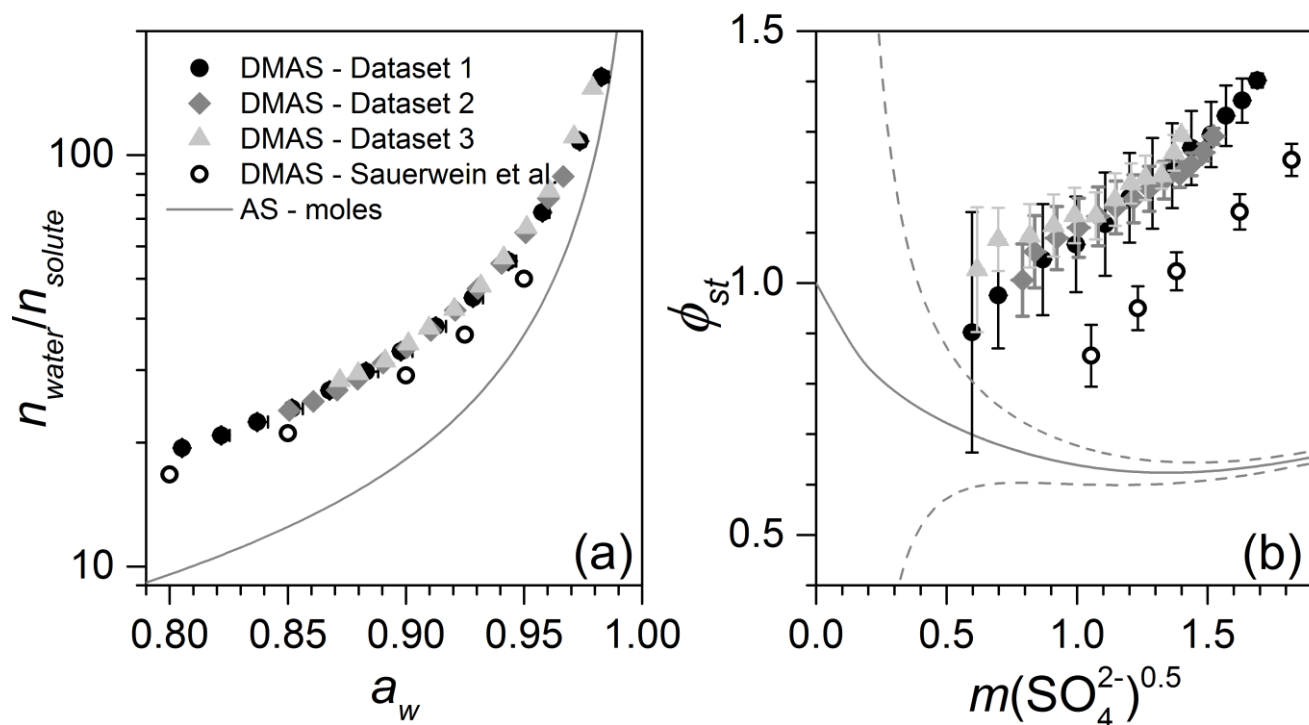 n_water/n_solute
100
10
DMAS - Dataset 1
DMAS - Dataset 2
DMAS - Dataset 3
DMAS - Sauerwein et al.
AS - moles
(a)
0.80 0.85 0.90 0.95 1.00
a_w
ϕ_st
1.5
1.0
0.5
(b)
0.0 0.5 1.0 1.5
m(SO₄²⁻)^0.5